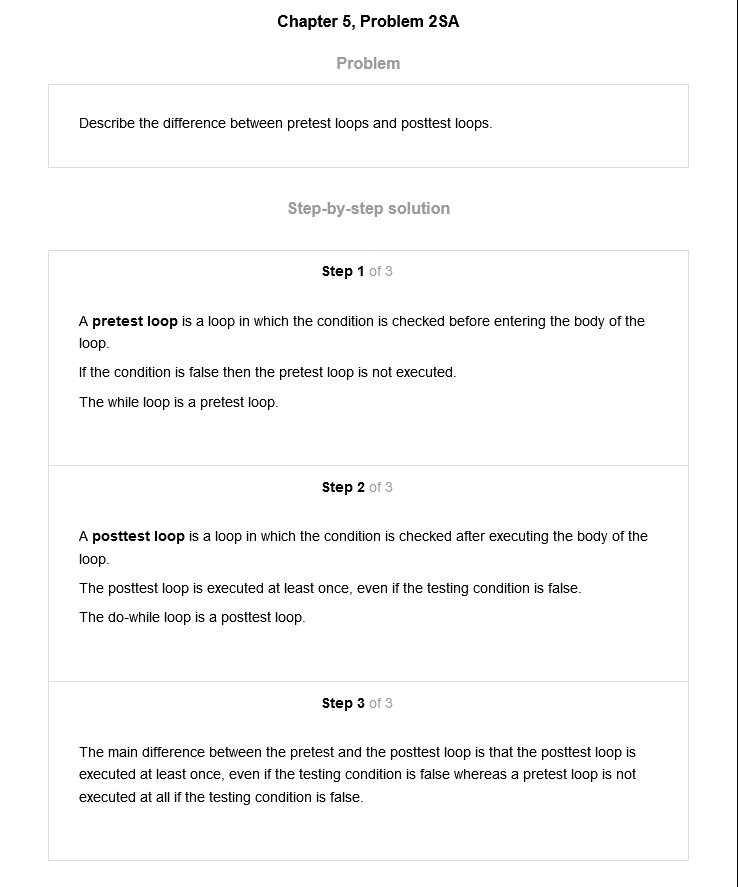 Chapter 5, Problem 2SA
Problem
Describe the difference between pretest loops and posttest loops.
Step-by-step solution
Step 1 of 3
A pretest loop is a loop in which the condition is checked before entering the body of the
loop.
If the condition is false then the pretest loop is not executed.
The while loop is a pretest loop.
Step 2 of 3
A posttest loop is a loop in which the condition is checked after executing the body of the
loop.
The posttest loop is executed at least once, even if the testing condition is false.
The do-while loop is a posttest loop.
Step 3 of 3
The main difference between the pretest and the posttest loop is that the posttest loop is
executed at least once, even if the testing condition is false whereas a pretest loop is not
executed at all if the testing condition is false.